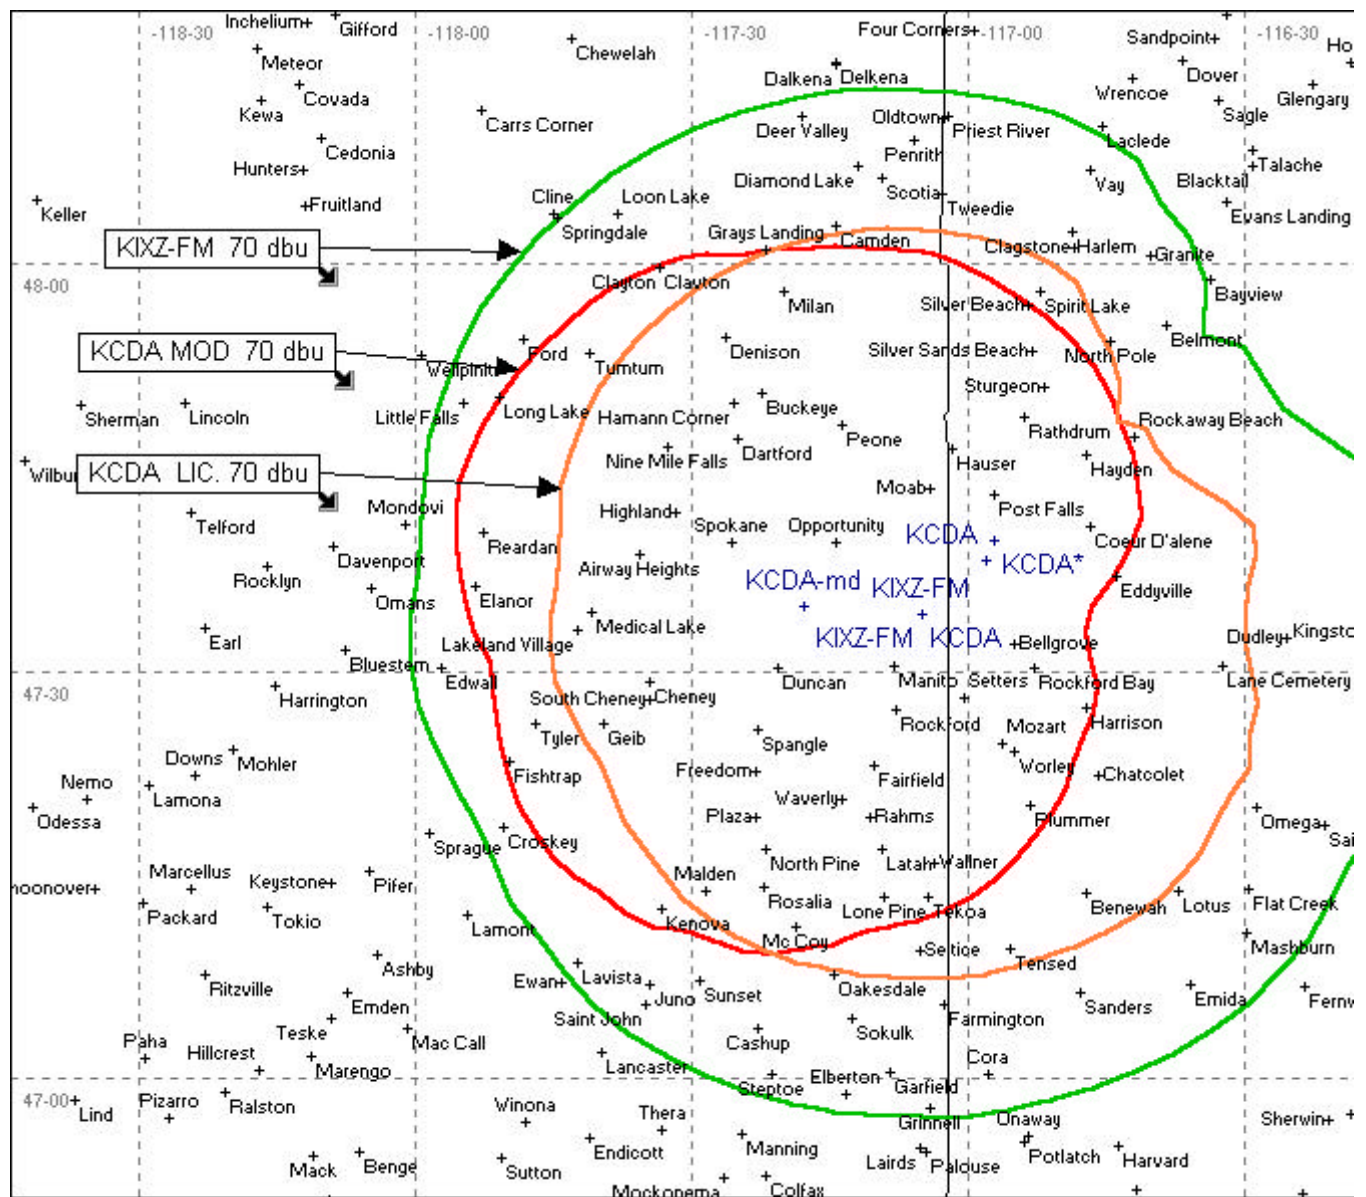 -118-30
-118-00
-117-30
-117-00
-116-30
Inchelium
Gifford
Meteor
Chewelah
Four Corners
Sandpoint
Ho
Dalkena
Delkena
Dover
Covada
Wrencoe
Glengary
Kewa
Sagle
Carrs Corner
Deer Valley
Oldtown
Priest River
Laclede
Cedonia
Penrith
Talache
Hunters
Diamond Lake
Scotia
Vay
Blacktail
Keller
Fruitland
Cline
Loon Lake
Tweedie
Evans Landing
Springdale
Grays Landing
Camden
Clagstone
Harlem
KIXZ-FM 70 dbu
Granite
48-00
Clayton
Clayton
Milan
Silver Beach
Spirit Lake
Bayview
KCDA MOD 70 dbu
Ford
Denison
Silver Sands Beach
North Pole
Belmont
Wellpinit
Tumtum
Sturgeon
Sherman
Lincoln
Little Falls
Long Lake
Hamann Corner
Buckeye
Rathdrum
Rockaway Beach
Peone
Wilbur
KCDA LIC. 70 dbu
Nine Mile Falls
Dartford
Hauser
Hayden
Moab
Telford
Mondovi
Highland
Spokane
Opportunity
Post Falls
Reardan
KCDA
Coeur D'alene
Davenport
Airway Heights
KCDA*
Rocklyn
KCDA-md
KIXZ-FM
Eddyville
Omans
Elanor
Earl
Medical Lake
Lakeland Village
KIXZ-FM
KCDA
Bellgrove
Dudley
Kingsto
Bluestem
47-30
Edwall
Duncan
Manito
Setters
Rockford Bay
Lane Cemetery
Harrington
South Cheney
Cheney
Rockford
Mozart
Harrison
Tyler
Geib
Spangle
Downs
Mohler
Fishtrap
Freedom
Fairfield
Worley
Chatcolet
Nemo
Lamona
Waverly
Odessa
Plaza
Rahms
Plummer
Omega
Sprague
Croskey
Sai
Marcellus
Keystone
Pifer
North Pine
Latah
Wallner
Malden
noonover
Packard
Tokio
Rosalia
Lone Pine
Tekoa
Benewah
Lotus
Flat Creek
Lamont
Kenova
Mc Coy
Seltice
Mashburn
Ashby
Tensed
Ritzville
Ewan
Lavista
Sunset
Oakesdale
Emden
Juno
Sanders
Emida
Fernw
Teske
Saint John
Farmington
Paha
Hillcrest
Mac Call
Cashup
Sokulk
Marengo
Lancaster
Cora
47-00
Lind
Pizarro
Ralston
Steptoe
Elberton
Garfield
Winona
Thera
Grinnell
Onaway
Sherwin
Mack
Benge
Sutton
Endicott
Manning
Lairds
Palouse
Potlatch
Harvard
Mockonema
Colfax